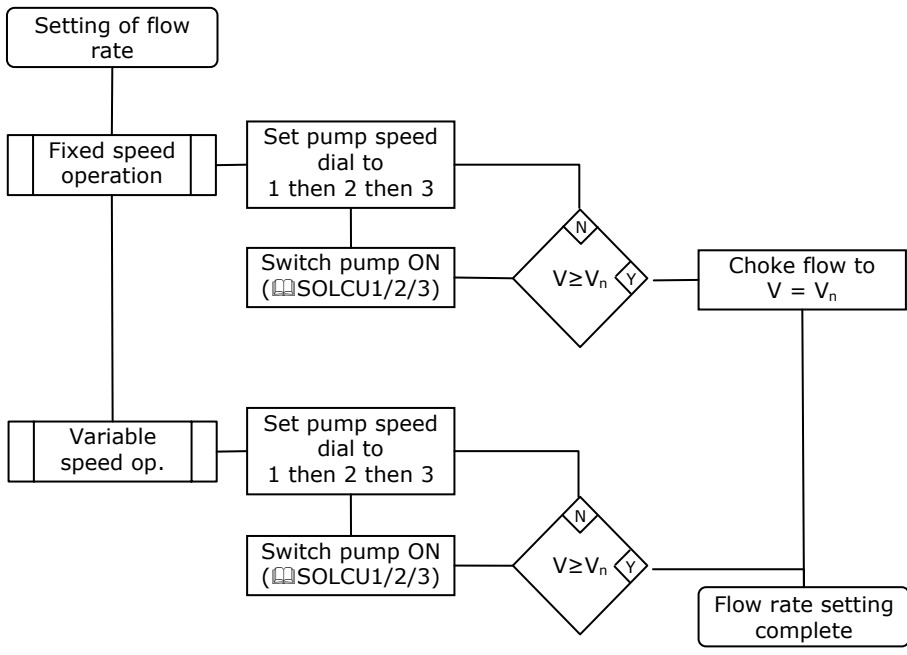 Setting of flow
rate
Fixed speed
operation
Set pump speed
dial to
1 then 2 then 3
N
Switch pump ON
(🕮SOLCU1/2/3)
V≥Vₙ
Y
Choke flow to
V = Vₙ
Variable
speed op.
Set pump speed
dial to
1 then 2 then 3
N
Switch pump ON
(🕮SOLCU1/2/3)
V≥Vₙ
Y
Flow rate setting
complete